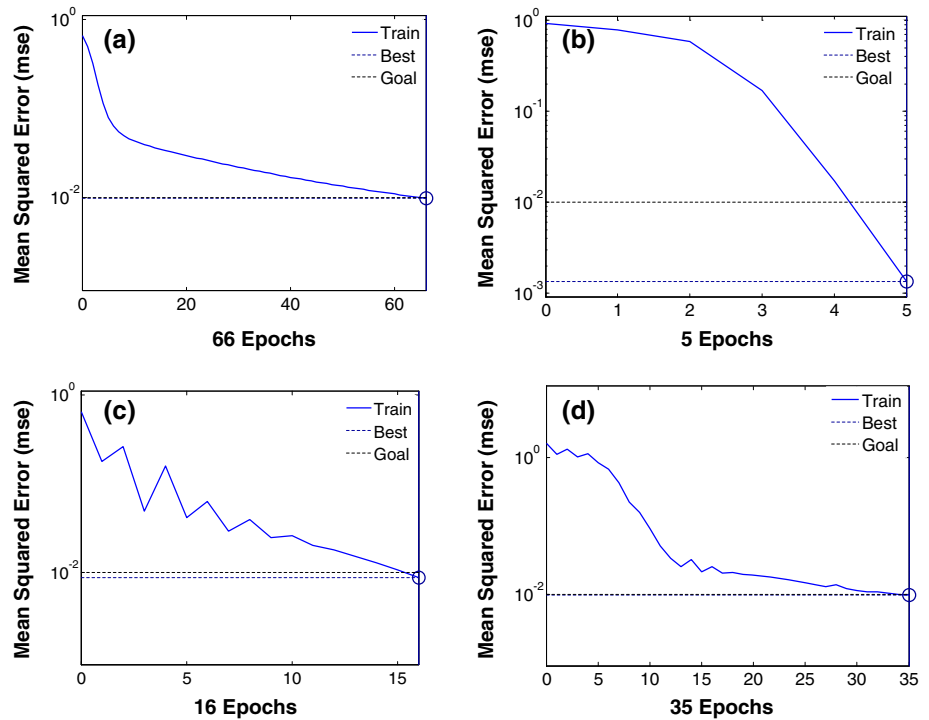 (a)
Mean Squared Error (mse)
10^0
10^-2
Train
Best
Goal
0 20 40 60
66 Epochs
(b)
Mean Squared Error (mse)
10^0
10^-1
10^-2
10^-3
Train
Best
Goal
0 1 2 3 4 5
5 Epochs
(c)
Mean Squared Error (mse)
10^0
10^-2
Train
Best
Goal
0 5 10 15
16 Epochs
(d)
Mean Squared Error (mse)
10^0
10^-2
Train
Best
Goal
0 5 10 15 20 25 30 35
35 Epochs